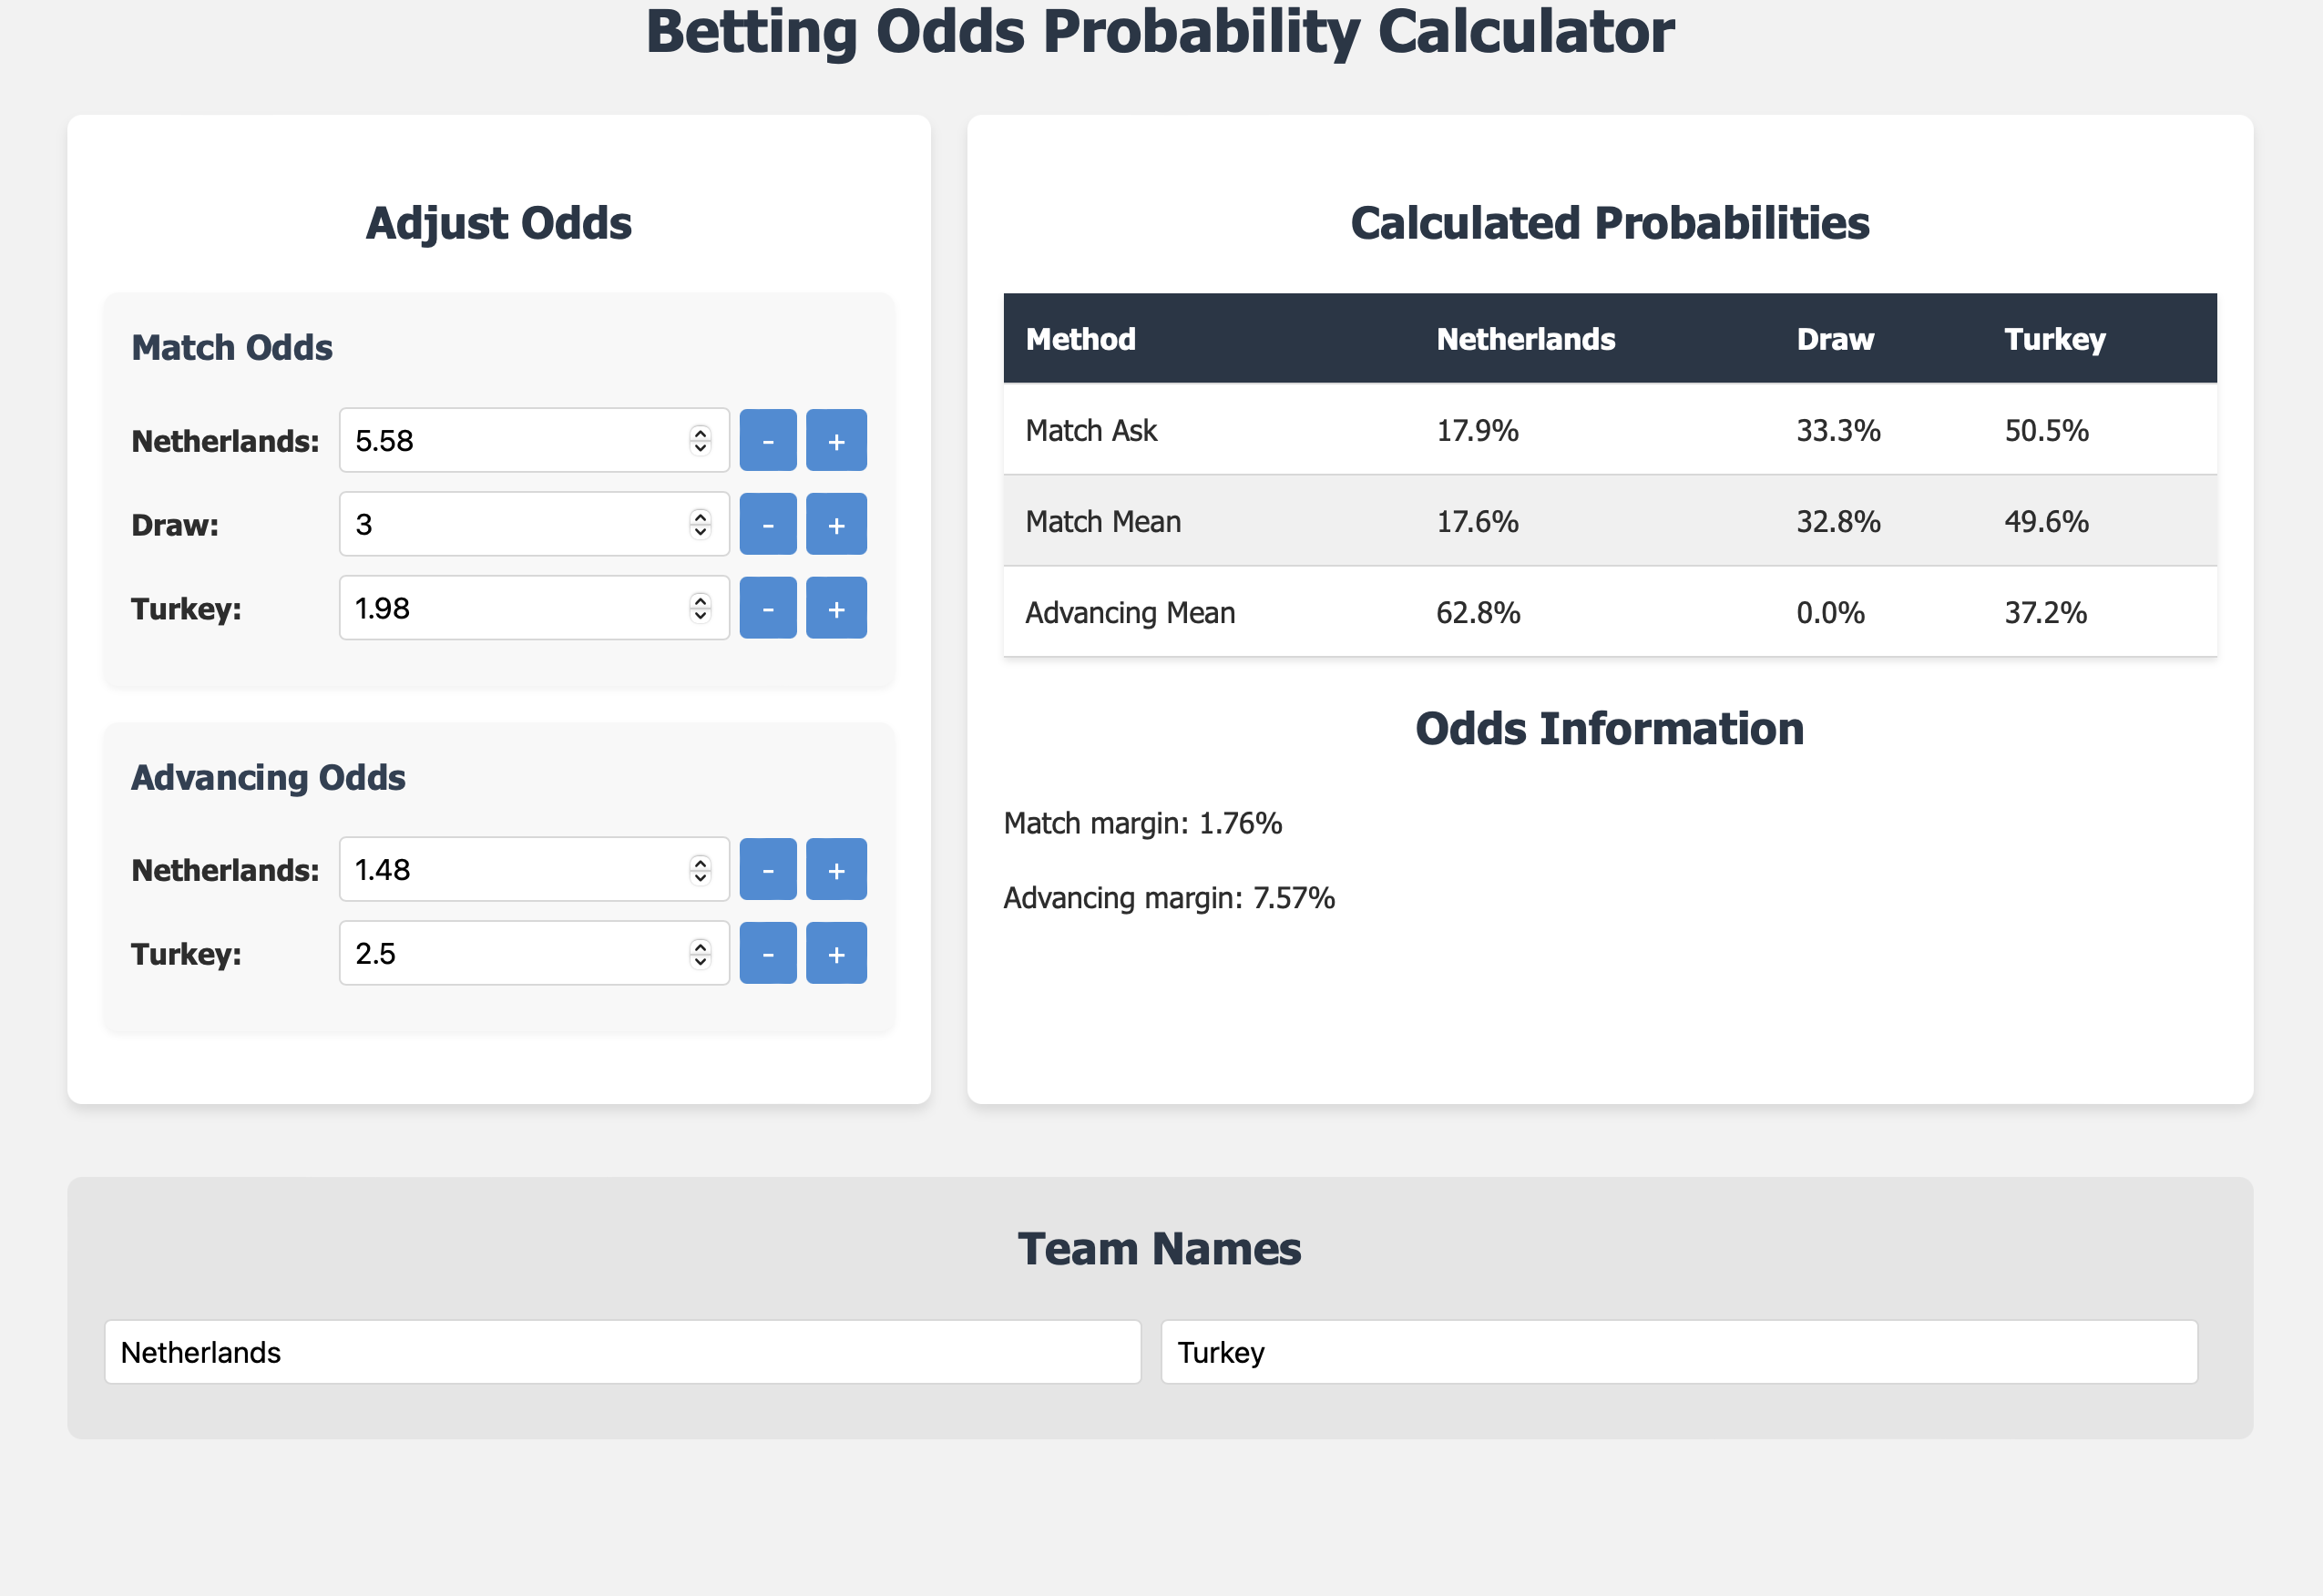 Betting Odds Probability Calculator
Adjust Odds
Match Odds
Netherlands: 5.58 - +
Draw: 3 - +
Turkey: 1.98 - +
Advancing Odds
Netherlands: 1.48 - +
Turkey: 2.5 - +
Calculated Probabilities
Method Netherlands Draw Turkey
Match Ask 17.9% 33.3% 50.5%
Match Mean 17.6% 32.8% 49.6%
Advancing Mean 62.8% 0.0% 37.2%
Odds Information
Match margin: 1.76%
Advancing margin: 7.57%
Team Names
Netherlands Turkey